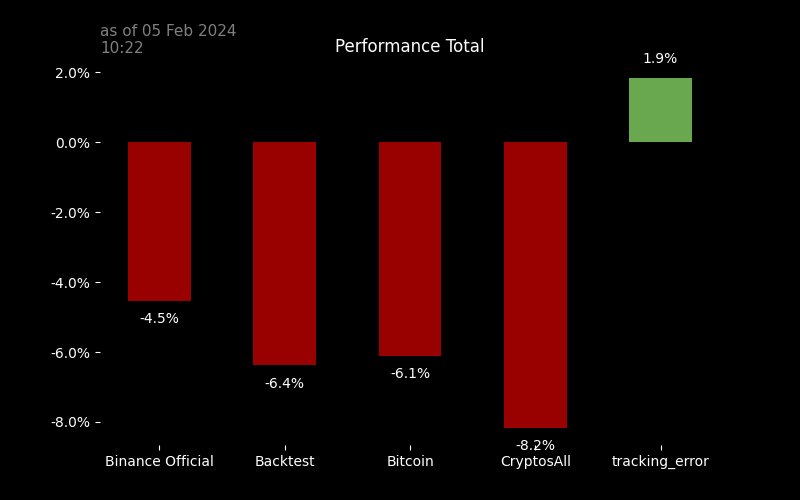 as of 05 Feb 2024
10:22
Performance Total
1.9%
2.0%
0.0%
-2.0%
-4.0%
-6.0%
-8.0%
-4.5%
-6.4%
-6.1%
-8.2%
Binance Official
Backtest
Bitcoin
CryptosAll
tracking_error